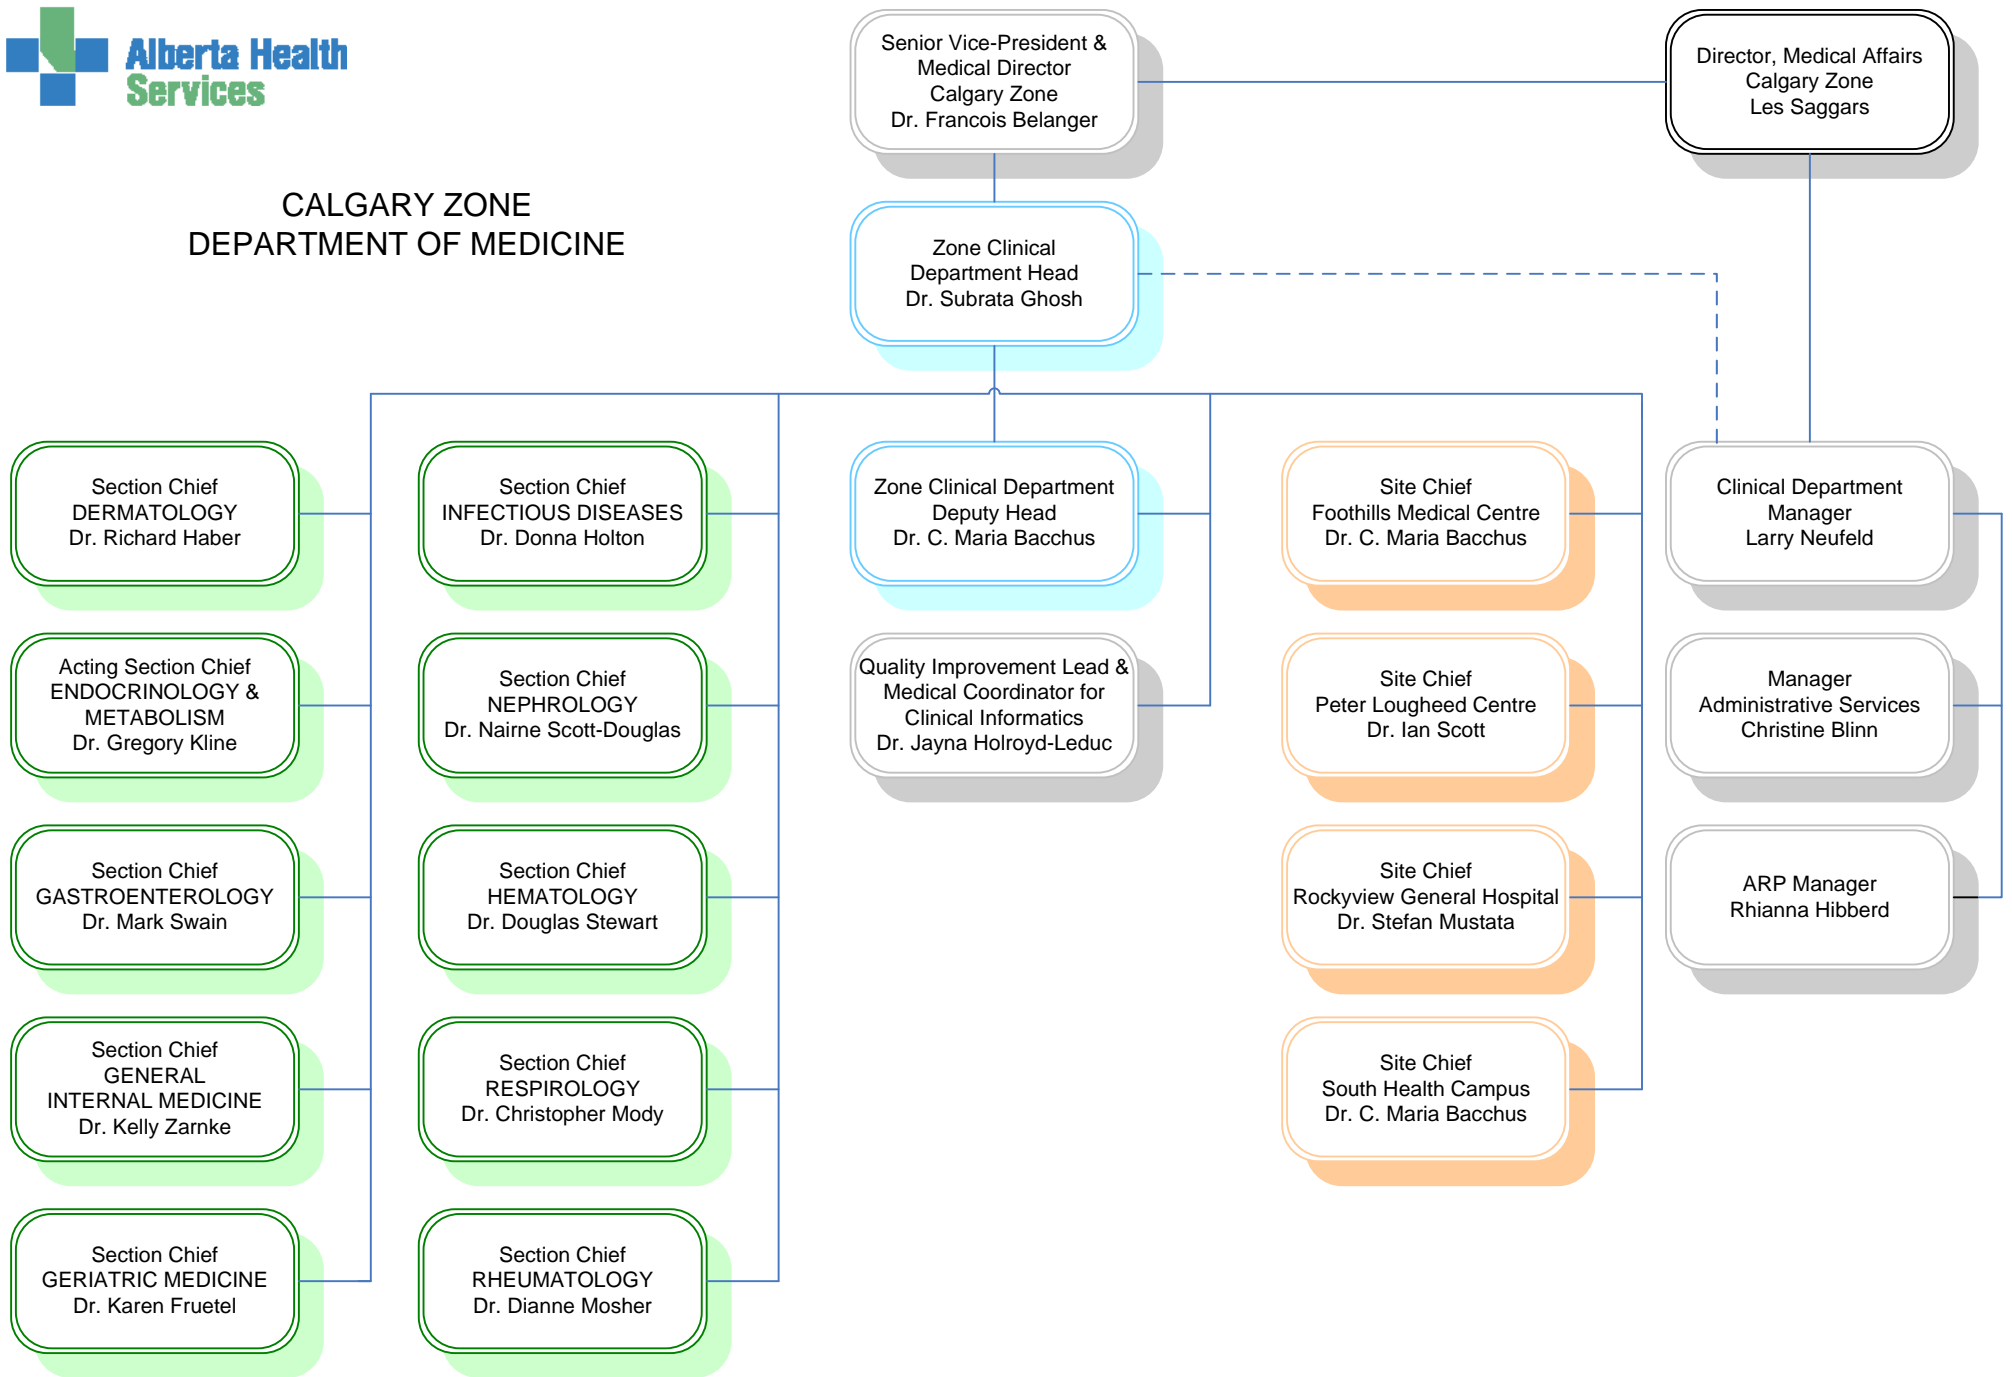 Alberta Health
Services
CALGARY ZONE
DEPARTMENT OF MEDICINE
Senior Vice-President &
Medical Director
Calgary Zone
Dr. Francois Belanger
Director, Medical Affairs
Calgary Zone
Les Saggars
Zone Clinical
Department Head
Dr. Subrata Ghosh
Section Chief
DERMATOLOGY
Dr. Richard Haber
Section Chief
INFECTIOUS DISEASES
Dr. Donna Holton
Zone Clinical Department
Deputy Head
Dr. C. Maria Bacchus
Site Chief
Foothills Medical Centre
Dr. C. Maria Bacchus
Clinical Department
Manager
Larry Neufeld
Acting Section Chief
ENDOCRINOLOGY &
METABOLISM
Dr. Gregory Kline
Section Chief
NEPHROLOGY
Dr. Nairne Scott-Douglas
Quality Improvement Lead &
Medical Coordinator for
Clinical Informatics
Dr. Jayna Holroyd-Leduc
Site Chief
Peter Lougheed Centre
Dr. Ian Scott
Manager
Administrative Services
Christine Blinn
Section Chief
GASTROENTEROLOGY
Dr. Mark Swain
Section Chief
HEMATOLOGY
Dr. Douglas Stewart
Site Chief
Rockyview General Hospital
Dr. Stefan Mustata
ARP Manager
Rhianna Hibberd
Section Chief
GENERAL
INTERNAL MEDICINE
Dr. Kelly Zarnke
Section Chief
RESPIROLOGY
Dr. Christopher Mody
Site Chief
South Health Campus
Dr. C. Maria Bacchus
Section Chief
GERIATRIC MEDICINE
Dr. Karen Fruetel
Section Chief
RHEUMATOLOGY
Dr. Dianne Mosher